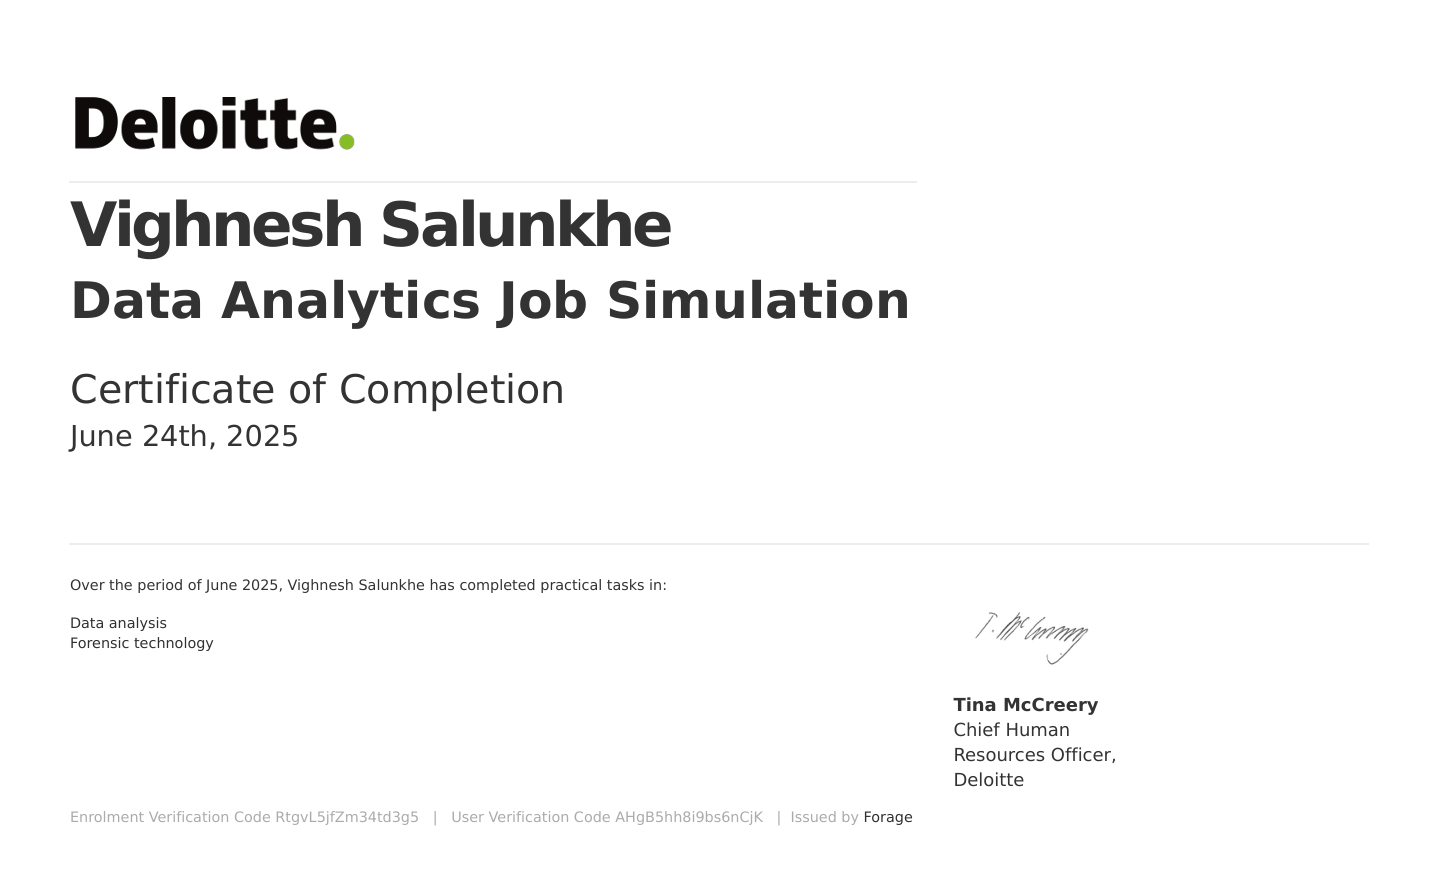 Deloitte.
Vighnesh Salunkhe
Data Analytics Job Simulation
Certificate of Completion
June 24th, 2025
Over the period of June 2025, Vighnesh Salunkhe has completed practical tasks in:
Data analysis
Forensic technology
T. McCreery
Tina McCreery
Chief Human
Resources Officer,
Deloitte
Enrolment Verification Code RtgvL5jfZm34td3g5 | User Verification Code AHgB5hh8i9bs6nCjK | Issued by Forage